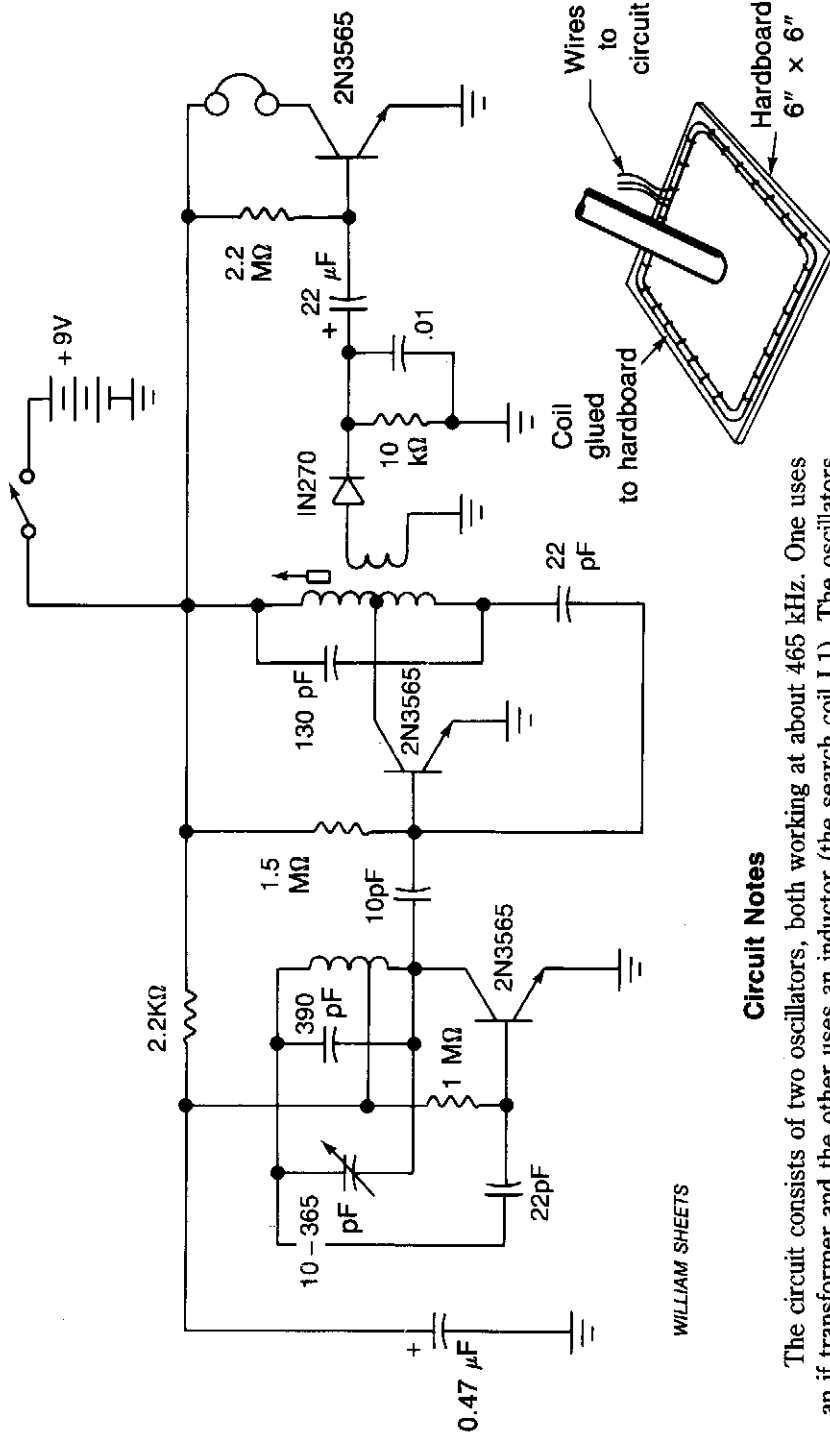 +9V
2.2KΩ
1.5
MΩ
2.2
MΩ
2N3565
22
μF
+
.01
10
kΩ
IN270
130 pF
2N3565
22
pF
10pF
390
pF
1 MΩ
2N3565
10–365
pF
22pF
+
0.47 μF
WILLIAM SHEETS
Wires
to
circuit
Coil
glued
to hardboard
Hardboard
6" × 6"
Circuit Notes
The circuit consists of two oscillators, both working at about 465 kHz. One uses
an if transformer and the other uses an inductor (the search coil L1). The oscillators